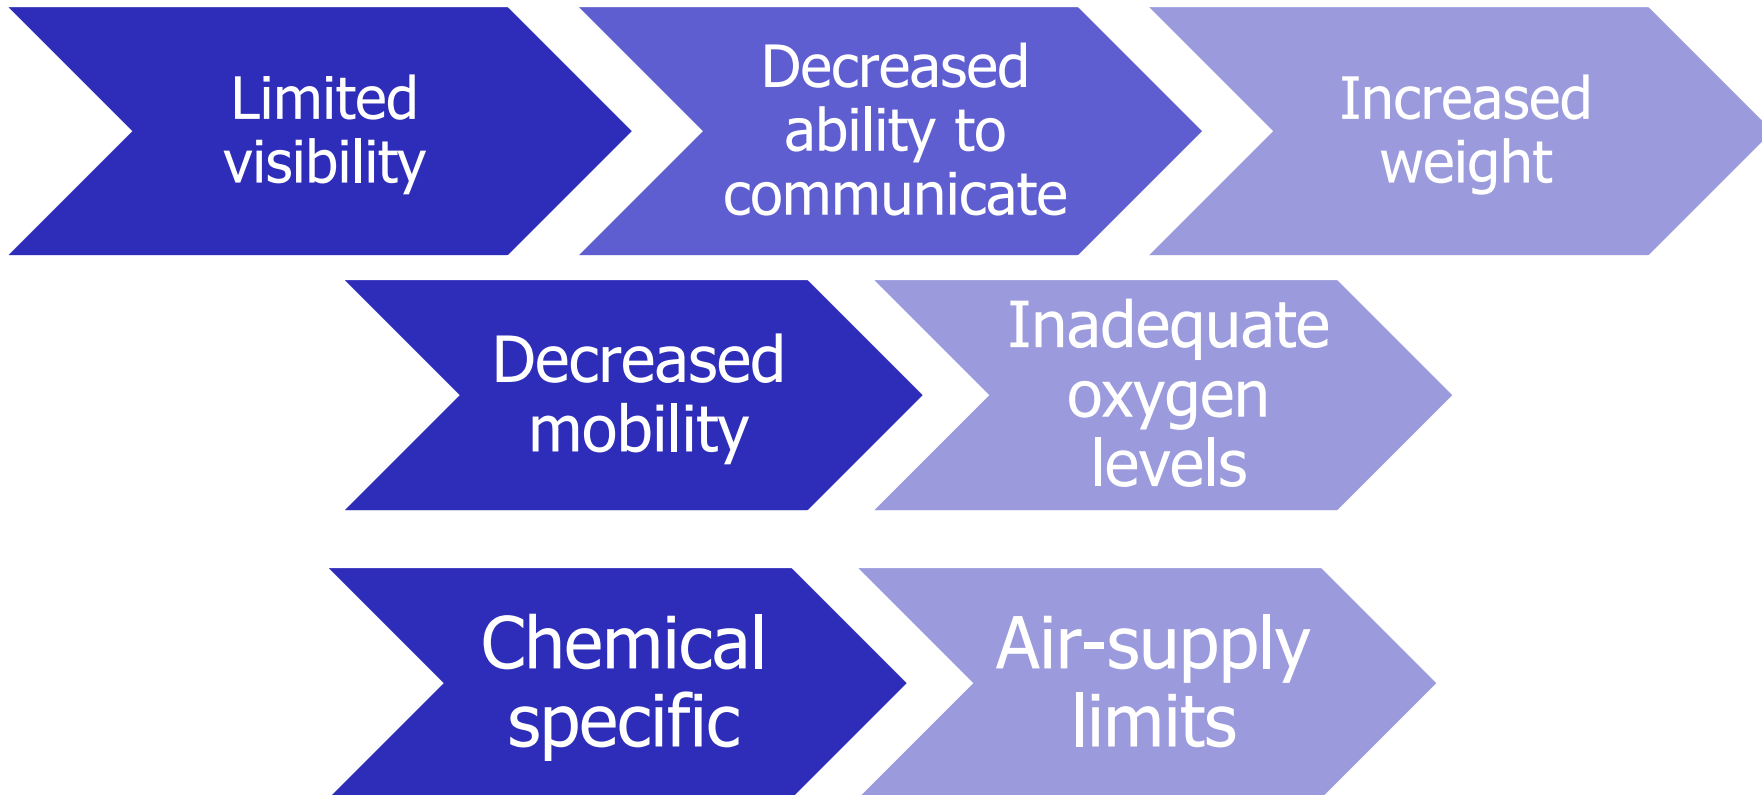 Limited
visibility
Decreased
ability to
communicate
Increased
weight
Decreased
mobility
Inadequate
oxygen
levels
Chemical
specific
Air-supply
limits